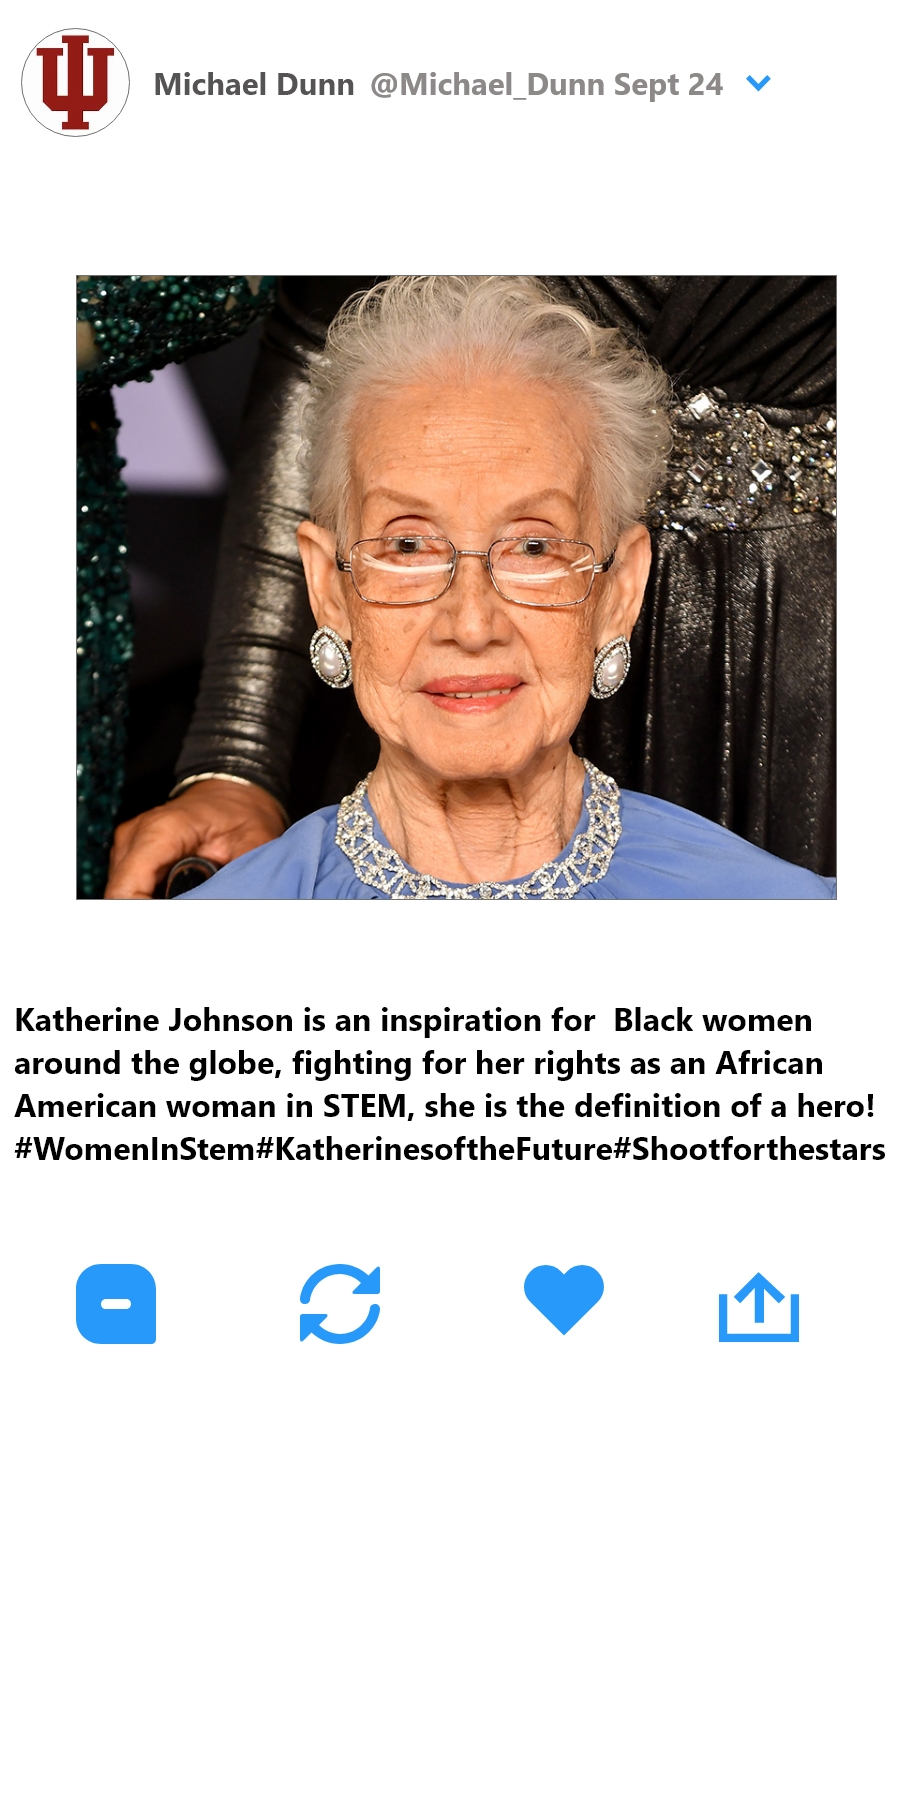 Michael Dunn @Michael_Dunn Sept 24
Katherine Johnson is an inspiration for  Black women
around the globe, fighting for her rights as an African
American woman in STEM, she is the definition of a hero!
#WomenInStem#KatherinesoftheFuture#Shootforthestars